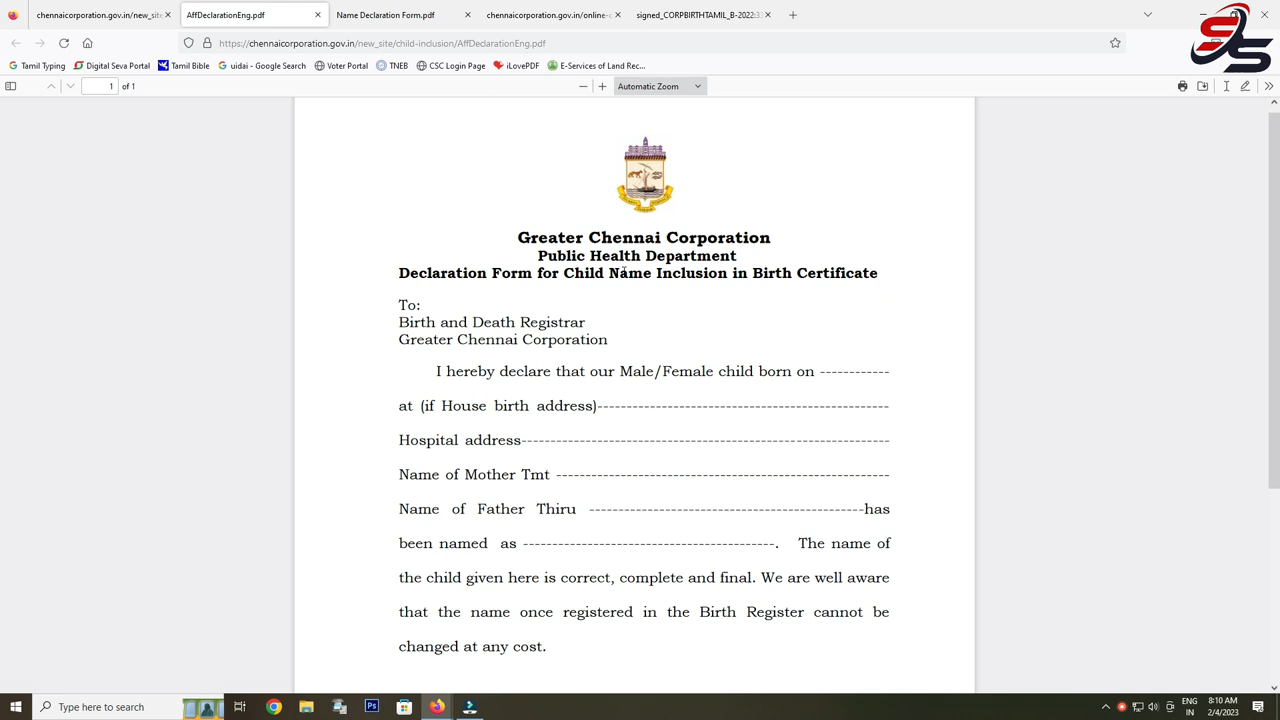 chennaicorporation.gov.in/new_site
AffDeclarationEng.pdf
Name Declaration Form.pdf
chennaicorporation.gov.in/online-c
signed_CORPBIRTHTAMIL_B-2022:33
https://chennaicorporation.gov.in/new_site/child-inclusion/AffDeclarationEng.pdf
Tamil Typing
Digital Seva Portal
Tamil Bible
uidai - Google Search
Voter Portal
TNEB
CSC Login Page
iLovePDF
E-Services of Land Rec...
1 of 1
Automatic Zoom
Greater Chennai Corporation
Public Health Department
Declaration Form for Child Name Inclusion in Birth Certificate
To:
Birth and Death Registrar
Greater Chennai Corporation
I hereby declare that our Male/Female child born on ------------
at (if House birth address)-------------------------------------------------
Hospital address--------------------------------------------------------------
Name of Mother Tmt --------------------------------------------------------
Name of Father Thiru ----------------------------------------------has
been named as ------------------------------------------. The name of
the child given here is correct, complete and final. We are well aware
that the name once registered in the Birth Register cannot be
changed at any cost.
Type here to search
ENG
IN
8:10 AM
2/4/2023